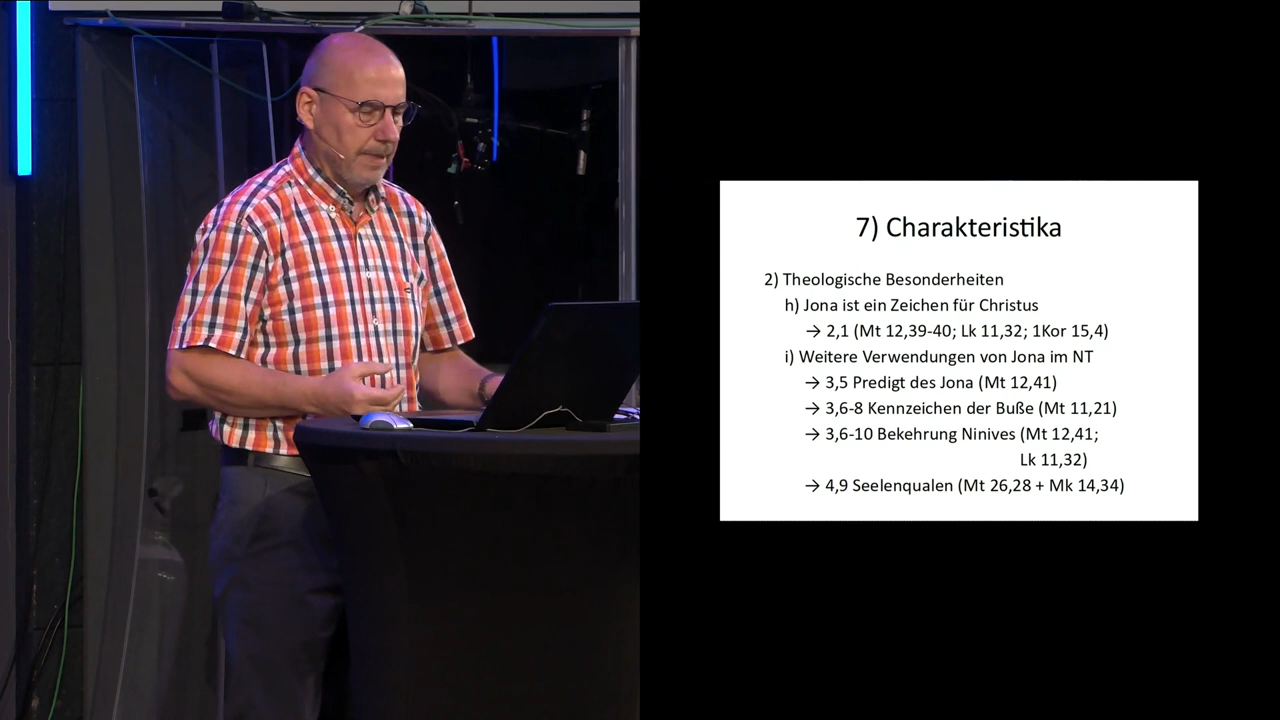 7) Charakteristika
2) Theologische Besonderheiten
h) Jona ist ein Zeichen für Christus
→ 2,1 (Mt 12,39-40; Lk 11,32; 1Kor 15,4)
i) Weitere Verwendungen von Jona im NT
→ 3,5 Predigt des Jona (Mt 12,41)
→ 3,6-8 Kennzeichen der Buße (Mt 11,21)
→ 3,6-10 Bekehrung Ninives (Mt 12,41;
Lk 11,32)
→ 4,9 Seelenqualen (Mt 26,28 + Mk 14,34)